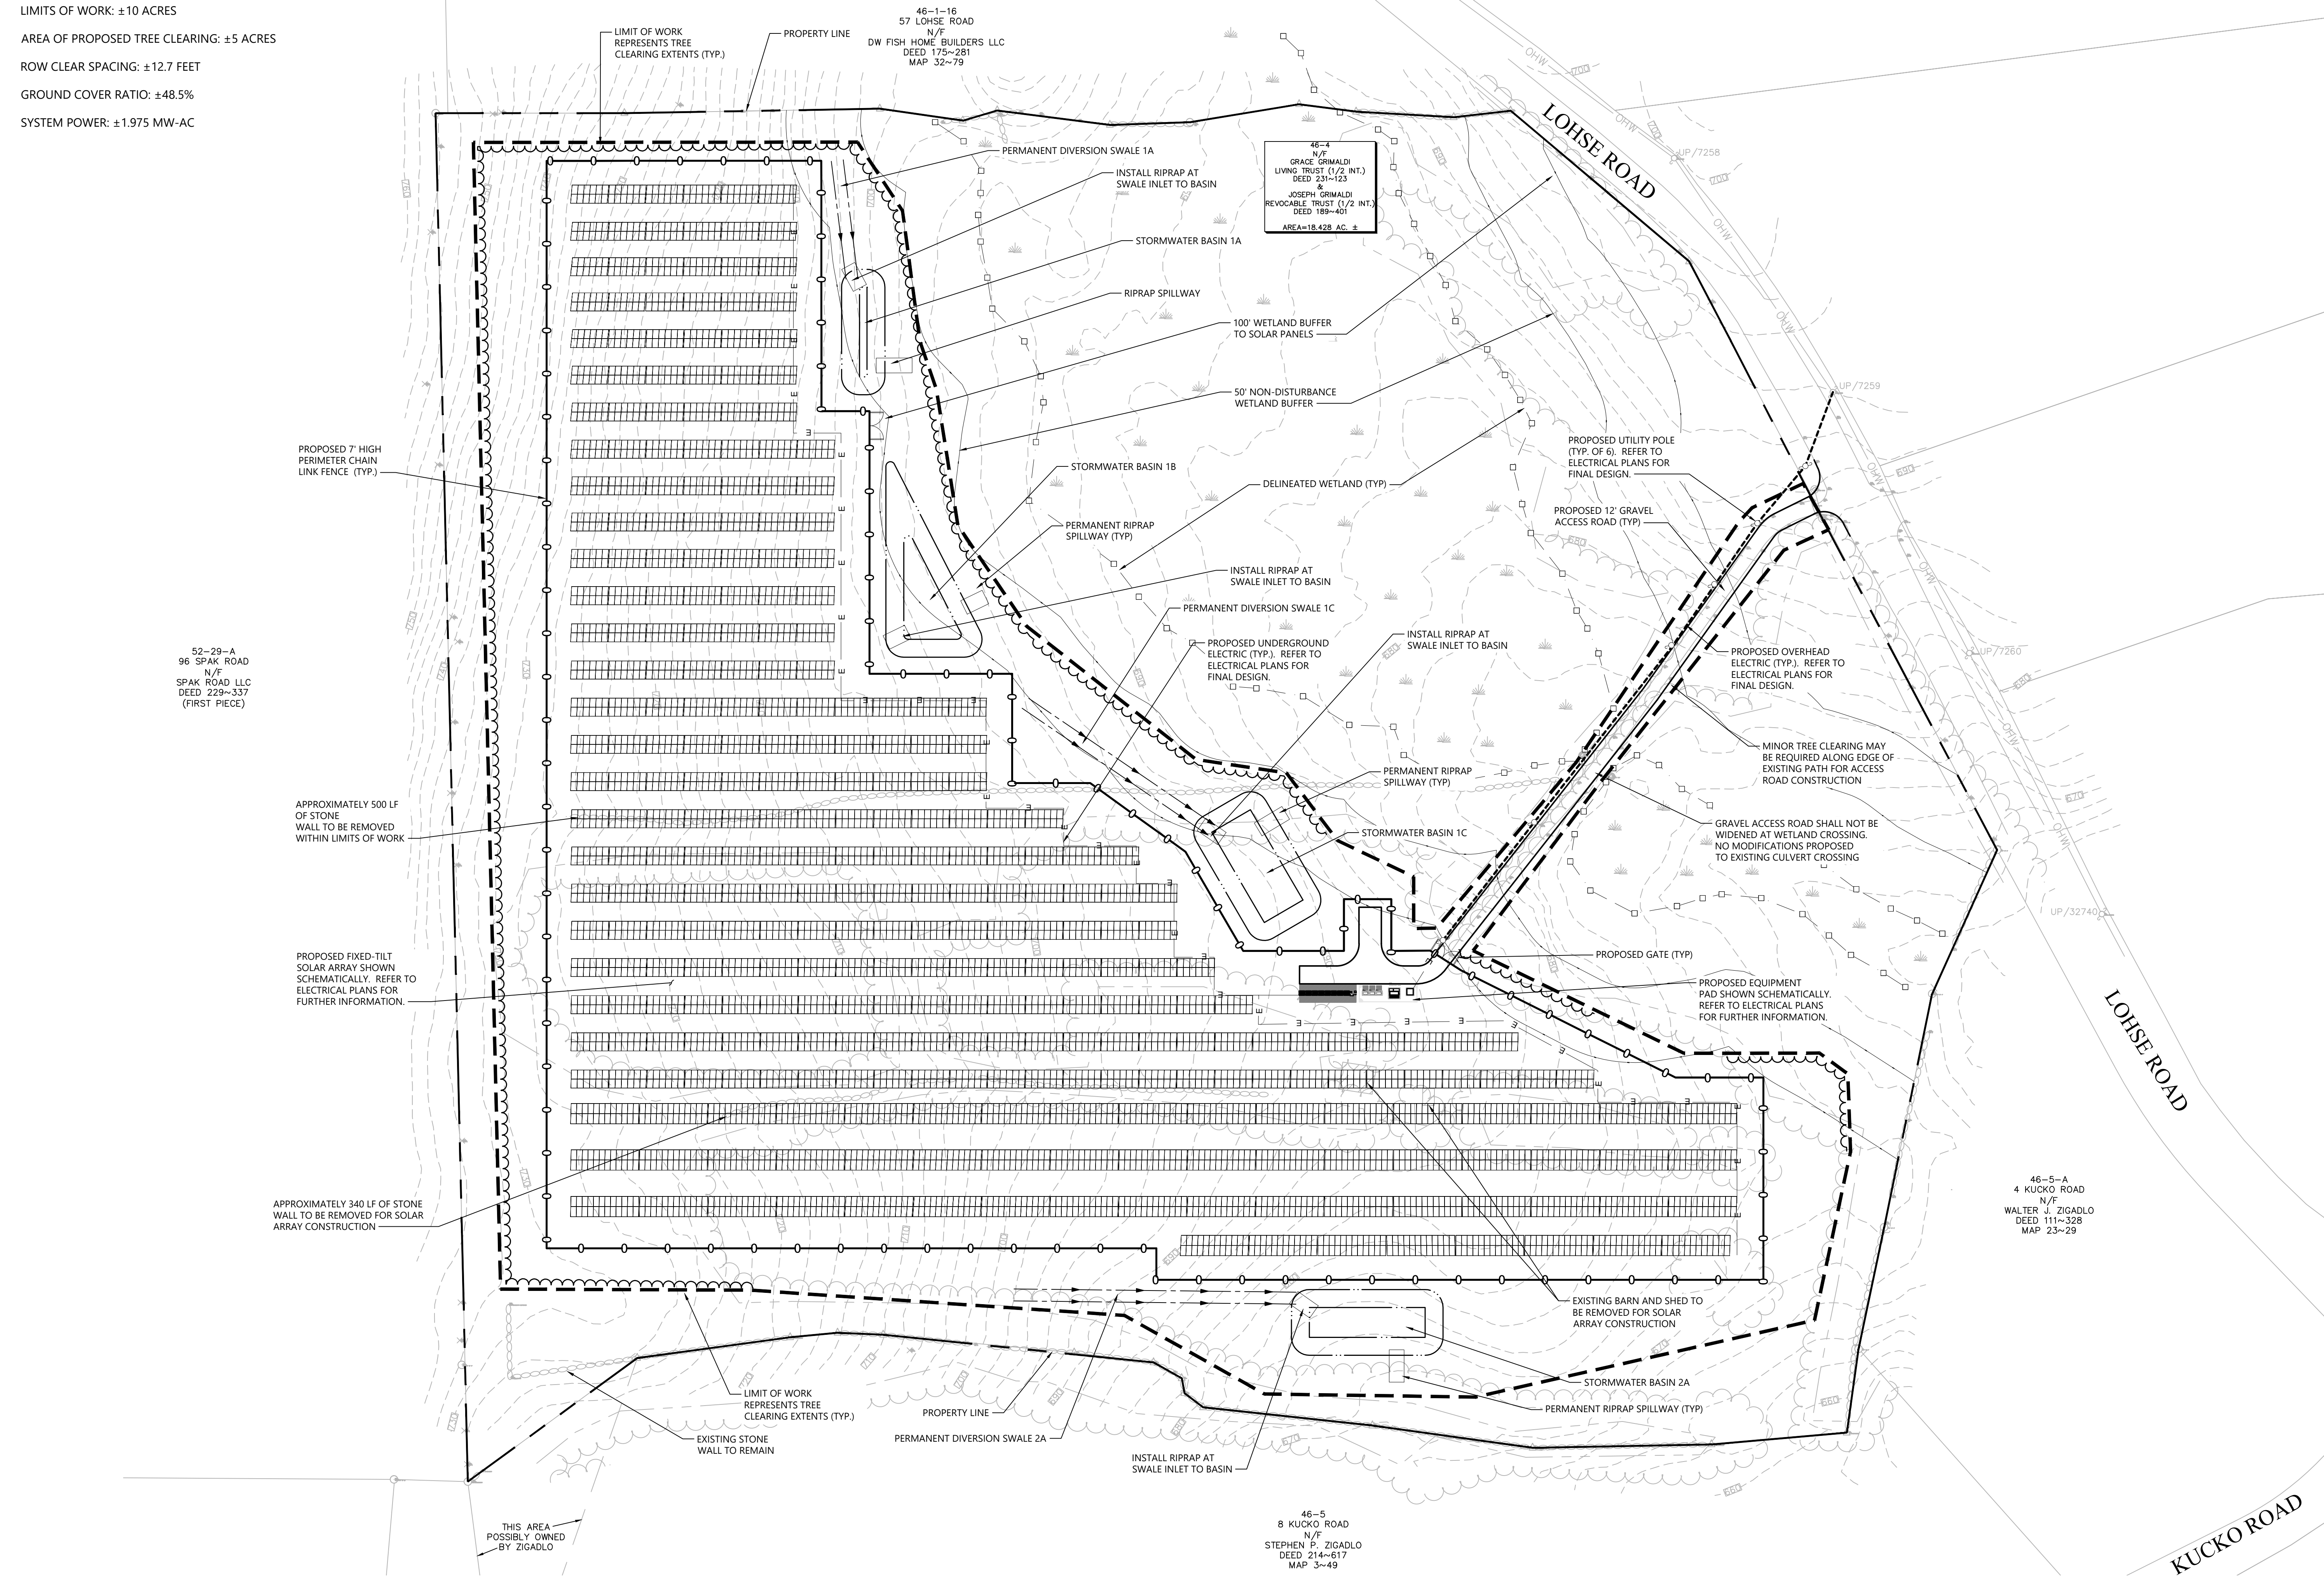 LIMITS OF WORK: ±10 ACRES
AREA OF PROPOSED TREE CLEARING: ±5 ACRES
ROW CLEAR SPACING: ±12.7 FEET
GROUND COVER RATIO: ±48.5%
SYSTEM POWER: ±1.975 MW-AC
LIMIT OF WORK
REPRESENTS TREE
CLEARING EXTENTS (TYP.)
PROPERTY LINE
46-1-16
57 LOHSE ROAD
N/F
DW FISH HOME BUILDERS LLC
DEED 175~281
MAP 32~79
PERMANENT DIVERSION SWALE 1A
INSTALL RIPRAP AT
SWALE INLET TO BASIN
STORMWATER BASIN 1A
RIPRAP SPILLWAY
100' WETLAND BUFFER
TO SOLAR PANELS
50' NON-DISTURBANCE
WETLAND BUFFER
46-4
N/F
GRACE GRIMALDI
LIVING TRUST (1/2 INT.)
DEED 231~123
&
JOSEPH GRIMALDI
REVOCABLE TRUST (1/2 INT.)
DEED 189~401
AREA=18.428 AC. ±
LOHSE ROAD
OHW
OHW
OHW
OHW
OHW
OHW
OHW
OHW
UP/7258
UP/7259
UP/7260
UP/32740
PROPOSED 7' HIGH
PERIMETER CHAIN
LINK FENCE (TYP.)
STORMWATER BASIN 1B
DELINEATED WETLAND (TYP)
PERMANENT RIPRAP
SPILLWAY (TYP)
INSTALL RIPRAP AT
SWALE INLET TO BASIN
PERMANENT DIVERSION SWALE 1C
PROPOSED UNDERGROUND
ELECTRIC (TYP.). REFER TO
ELECTRICAL PLANS FOR
FINAL DESIGN.
INSTALL RIPRAP AT
SWALE INLET TO BASIN
PROPOSED UTILITY POLE
(TYP. OF 6). REFER TO
ELECTRICAL PLANS FOR
FINAL DESIGN.
PROPOSED 12' GRAVEL
ACCESS ROAD (TYP)
PROPOSED OVERHEAD
ELECTRIC (TYP.). REFER TO
ELECTRICAL PLANS FOR
FINAL DESIGN.
52-29-A
96 SPAK ROAD
N/F
SPAK ROAD LLC
DEED 229~337
(FIRST PIECE)
MINOR TREE CLEARING MAY
BE REQUIRED ALONG EDGE OF
EXISTING PATH FOR ACCESS
ROAD CONSTRUCTION
PERMANENT RIPRAP
SPILLWAY (TYP)
STORMWATER BASIN 1C
GRAVEL ACCESS ROAD SHALL NOT BE
WIDENED AT WETLAND CROSSING.
NO MODIFICATIONS PROPOSED
TO EXISTING CULVERT CROSSING
APPROXIMATELY 500 LF
OF STONE
WALL TO BE REMOVED
WITHIN LIMITS OF WORK
PROPOSED FIXED-TILT
SOLAR ARRAY SHOWN
SCHEMATICALLY. REFER TO
ELECTRICAL PLANS FOR
FURTHER INFORMATION.
PROPOSED GATE (TYP)
PROPOSED EQUIPMENT
PAD SHOWN SCHEMATICALLY.
REFER TO ELECTRICAL PLANS
FOR FURTHER INFORMATION.
LOHSE ROAD
APPROXIMATELY 340 LF OF STONE
WALL TO BE REMOVED FOR SOLAR
ARRAY CONSTRUCTION
46-5-A
4 KUCKO ROAD
N/F
WALTER J. ZIGADLO
DEED 111~328
MAP 23~29
EXISTING BARN AND SHED TO
BE REMOVED FOR SOLAR
ARRAY CONSTRUCTION
STORMWATER BASIN 2A
PERMANENT RIPRAP SPILLWAY (TYP)
LIMIT OF WORK
REPRESENTS TREE
CLEARING EXTENTS (TYP.)
PROPERTY LINE
PERMANENT DIVERSION SWALE 2A
EXISTING STONE
WALL TO REMAIN
INSTALL RIPRAP AT
SWALE INLET TO BASIN
THIS AREA
POSSIBLY OWNED
BY ZIGADLO
46-5
8 KUCKO ROAD
N/F
STEPHEN P. ZIGADLO
DEED 214~617
MAP 3~49
KUCKO ROAD